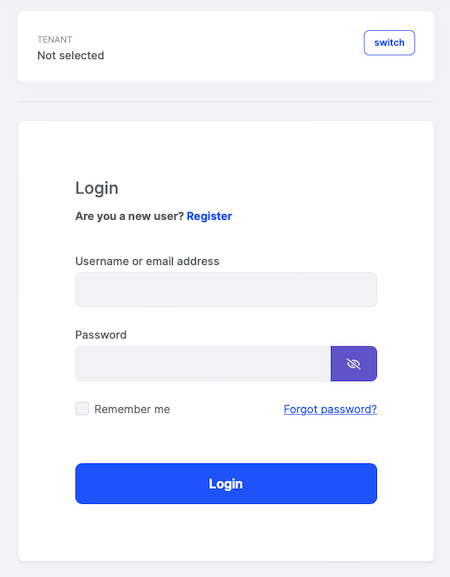 TENANT
Not selected
switch
Login
Are you a new user? Register
Username or email address
Password
Remember me
Forgot password?
Login